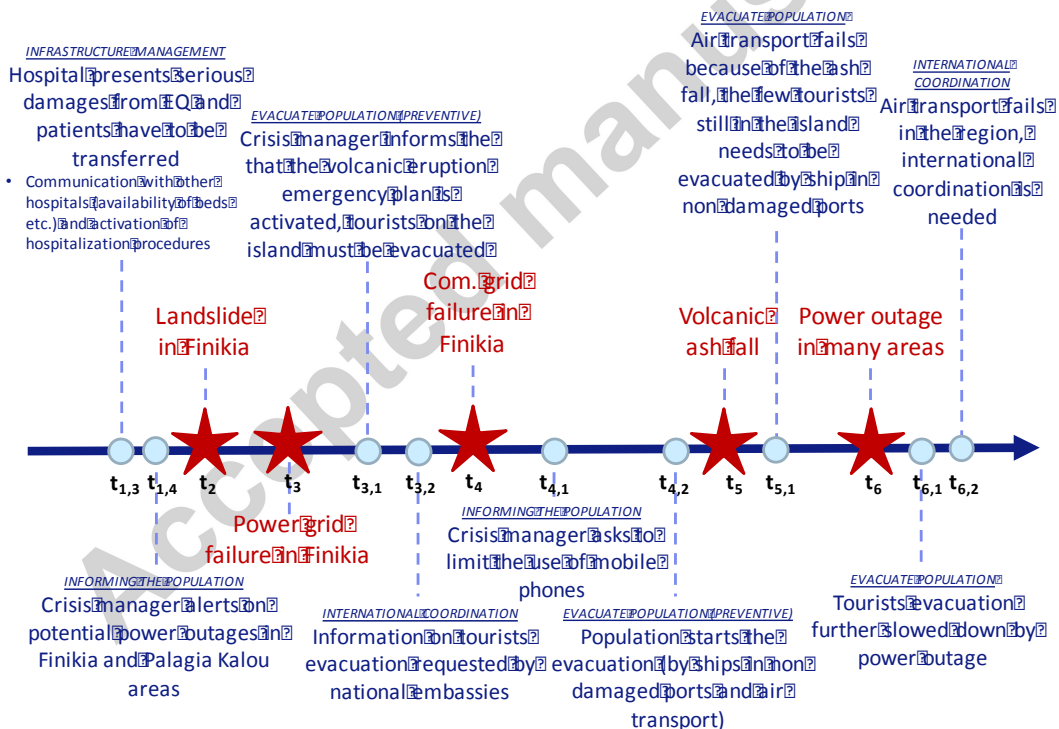 INFRASTRUCTURE MANAGEMENT
Hospital presents serious
damages from EQ and
patients have to be
transferred
• Communication with other
hospitals (availability of beds
etc.) and activation of
hospitalization procedures
EVACUATE POPULATION (PREVENTIVE)
Crisis manager informs the
that the volcanic eruption
emergency plan is
activated, tourists on the
island must be evacuated
EVACUATE POPULATION
Air transport fails
because of the ash
fall, the few tourists
still in the island
needs to be
evacuated by ship in
non damaged ports
INTERNATIONAL
COORDINATION
Air transport fails
in the region,
international
coordination is
needed
Landslide
in Finikia
Com. grid
failure in
Finikia
Volcanic
ash fall
Power outage
in many areas
t1,3
t1,4
t2
t3
t3,1
t3,2
t4
t4,1
t4,2
t5
t5,1
t6
t6,1
t6,2
Power grid
failure in Finikia
INFORMING THE POPULATION
Crisis manager alerts on
potential power outages in
Finikia and Palagia Kalou
areas
INTERNATIONAL COORDINATION
Information on tourists
evacuation requested by
national embassies
INFORMING THE POPULATION
Crisis manager asks to
limit the use of mobile
phones
EVACUATE POPULATION (PREVENTIVE)
Population starts the
evacuation (by ships in non
damaged ports and air
transport)
EVACUATE POPULATION
Tourists evacuation
further slowed down by
power outage
Accepted manus